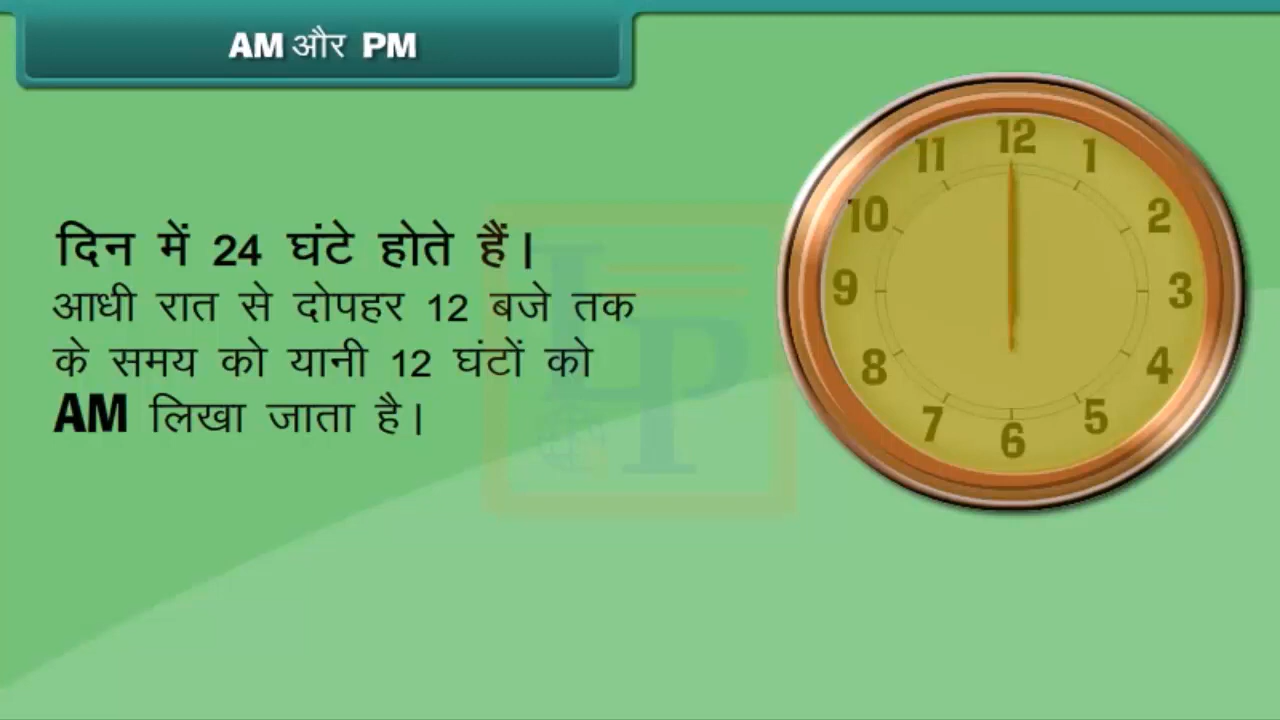 AM और PM
दिन में 24 घंटे होते हैं।
आधी रात से दोपहर 12 बजे तक
के समय को यानी 12 घंटों को
AM लिखा जाता है।
12
11
1
10
2
9
3
8
4
7
5
6